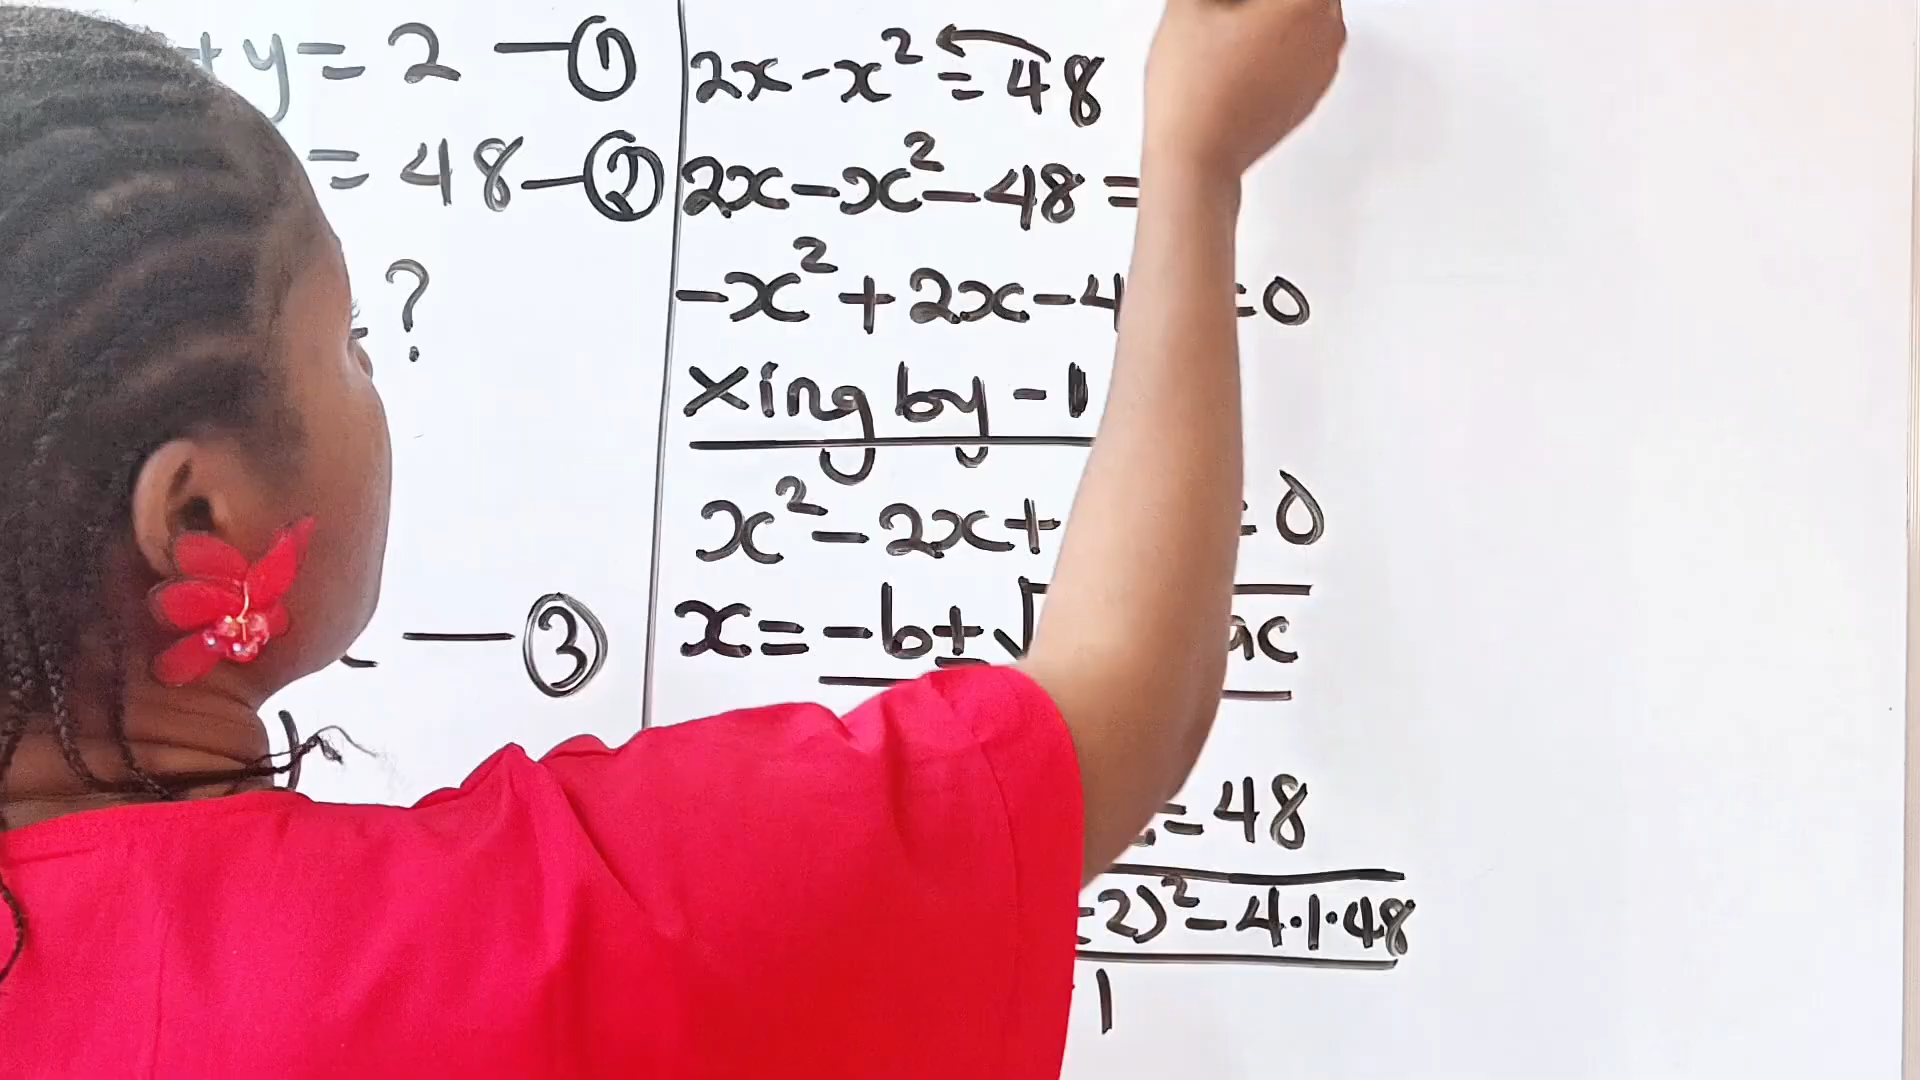 +y = 2 — ①
= 48 — ②
?
— ③
2x - x² = 48
2x - x² - 48 =
-x² + 2x - 4 = 0
xing by -1
x² - 2x + = 0
x = -b ± √ ac
= 48
-2)² - 4·1·48
1